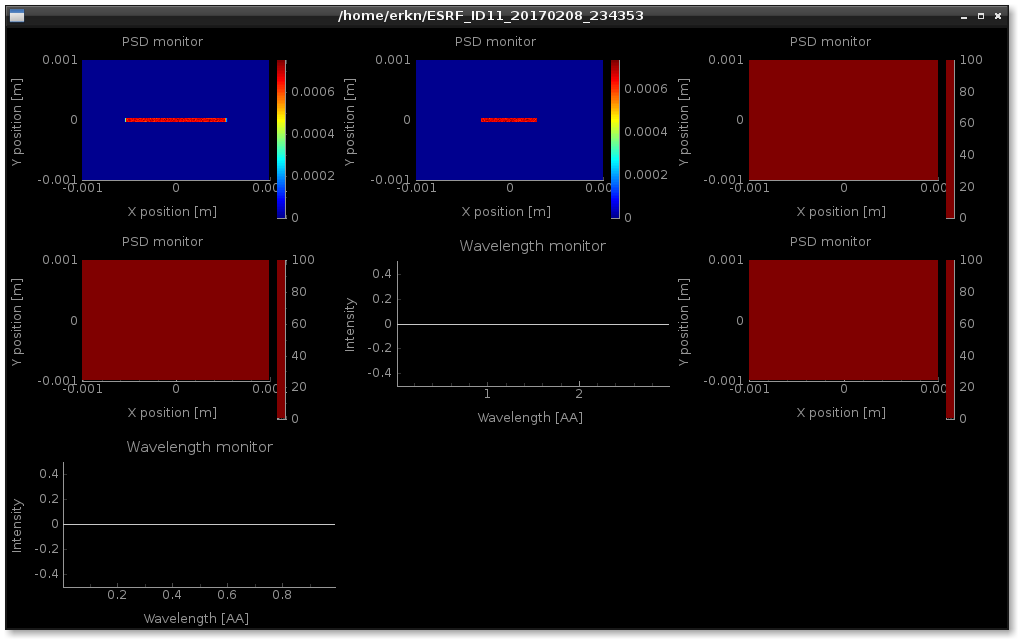 /home/erkn/ESRF_ID11_20170208_234353
PSD monitor
0.001
0
-0.001
Y position [m]
-0.001 0 0.00
X position [m]
0.0006
0.0004
0.0002
0
PSD monitor
0.001
0
-0.001
Y position [m]
-0.001 0 0.00
X position [m]
0.0006
0.0004
0.0002
0
PSD monitor
0.001
0
-0.001
Y position [m]
-0.001 0 0.00
X position [m]
100
80
60
40
20
0
PSD monitor
0.001
0
-0.001
Y position [m]
-0.001 0 0.00
X position [m]
100
80
60
40
20
0
Wavelength monitor
0.4
0.2
0
-0.2
-0.4
Intensity
1 2
Wavelength [AA]
PSD monitor
0.001
0
-0.001
Y position [m]
-0.001 0 0.00
X position [m]
100
80
60
40
20
0
Wavelength monitor
0.4
0.2
0
-0.2
-0.4
Intensity
0.2 0.4 0.6 0.8
Wavelength [AA]